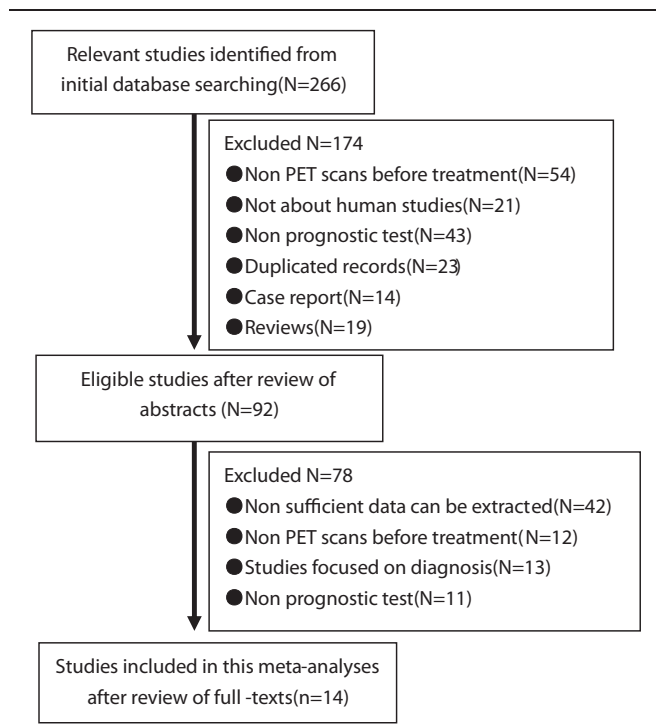 Relevant studies identified from
initial database searching(N=266)
Excluded N=174
●Non PET scans before treatment(N=54)
●Not about human studies(N=21)
●Non prognostic test(N=43)
●Duplicated records(N=23)
●Case report(N=14)
●Reviews(N=19)
Eligible studies after review of
abstracts (N=92)
Excluded N=78
●Non sufficient data can be extracted(N=42)
●Non PET scans before treatment(N=12)
●Studies focused on diagnosis(N=13)
●Non prognostic test(N=11)
Studies included in this meta-analyses
after review of full -texts(n=14)